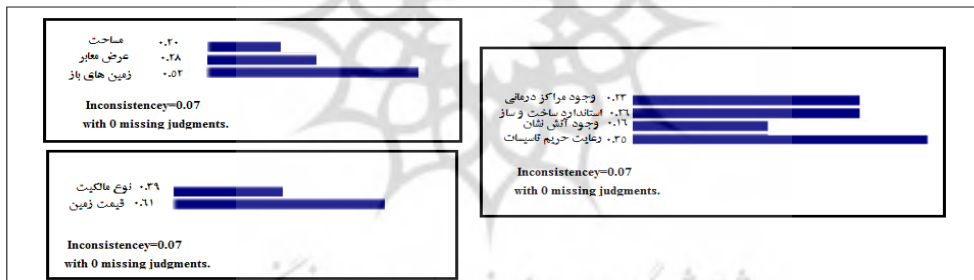 مساحت ۰.۲۰
عرض معابر ۰.۲۸
زمین های باز ۰.۵۲
Inconsistencey=0.07
with 0 missing judgments.
۰.۲۳ وجود مراکز درمانی
۰.۲۶ استاندارد ساخت و ساز
۰.۱۶ وجود آتش نشان
۰.۳۵ رعایت حریم تاسیسات
Inconsistencey=0.07
with 0 missing judgments.
۰.۳۹ نوع مالکیت
۰.۶۱ قیمت زمین
Inconsistencey=0.07
with 0 missing judgments.